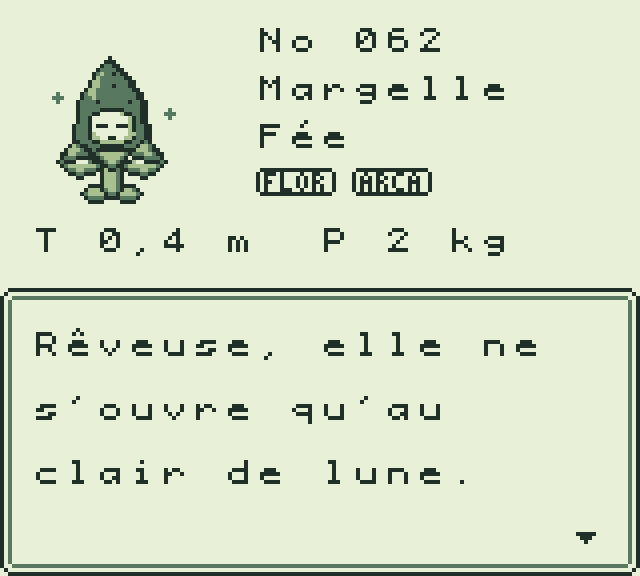 No 062
Margelle
Fée
FLOR ARCA
T 0,4 m P 2 kg
Rêveuse, elle ne
s'ouvre qu'au
clair de lune.